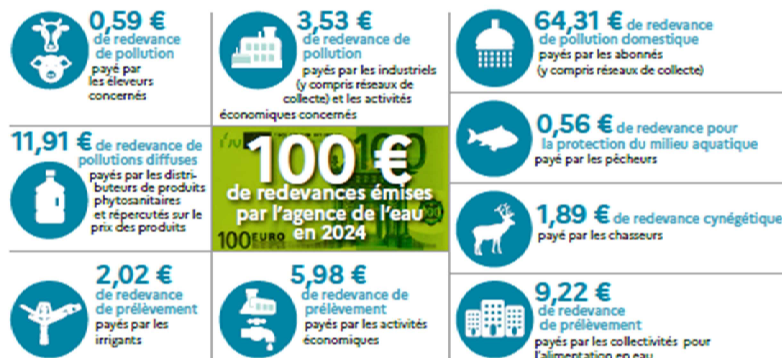 0,59 €
de redevance
de pollution
payé par
les éleveurs
concernés
3,53 €
de redevance de
pollution
payés par les industriels
(y compris réseaux de
collecte) et les activités
économiques concernés
64,31 € de redevance
de pollution domestique
payés par les abonnés
(y compris réseaux de collecte)
11,91 € de redevance de
pollutions diffuses
payés par les distri-
buteurs de produits
phytosanitaires
et répercutés sur le
prix des produits
100 €
de redevances émises
par l'agence de l'eau
en 2024
100 EURO
0,56 € de redevance pour
la protection du milieu aquatique
payé par les pêcheurs
1,89 € de redevance cynégétique
payé par les chasseurs
2,02 €
de redevance
de prélèvement
payés par les
irrigants
5,98 €
de redevance de
prélèvement
payés par les activités
économiques
9,22 €
de redevance
de prélèvement
payés par les collectivités pour
l'alimentation en eau